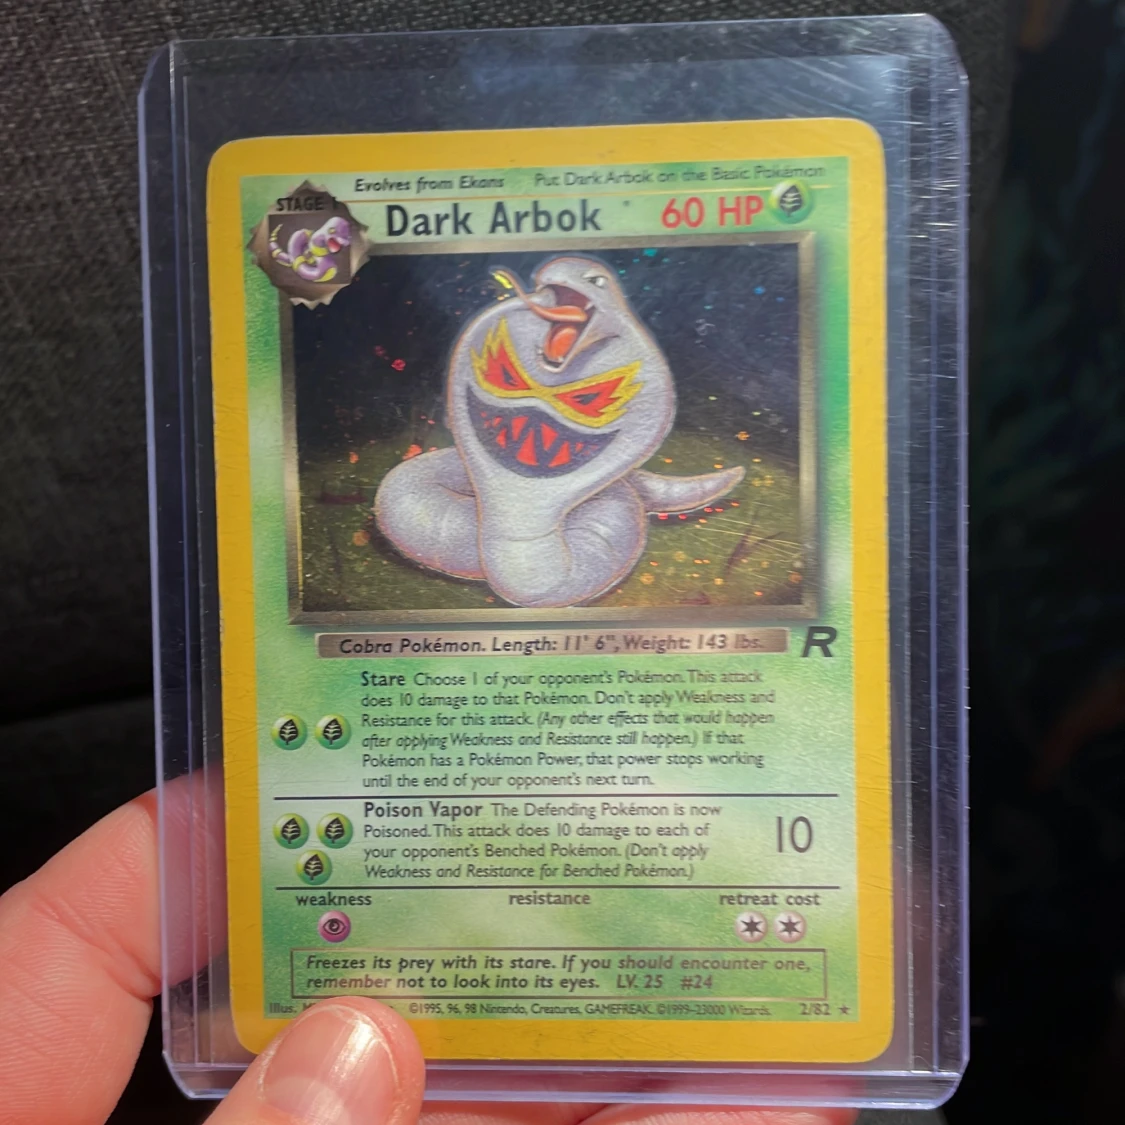 Evolves from Ekans Put Dark Arbok on the Basic Pokémon
STAGE 1
Dark Arbok 60 HP
Cobra Pokémon. Length: 11' 6", Weight: 143 lbs.
R
Stare Choose 1 of your opponent's Pokémon. This attack
does 10 damage to that Pokémon. Don't apply Weakness and
Resistance for this attack. (Any other effects that would happen
after applying Weakness and Resistance still happen.) If that
Pokémon has a Pokémon Power, that power stops working
until the end of your opponent's next turn.
Poison Vapor The Defending Pokémon is now
Poisoned. This attack does 10 damage to each of
your opponent's Benched Pokémon. (Don't apply
Weakness and Resistance for Benched Pokémon.)
10
weakness resistance retreat cost
Freezes its prey with its stare. If you should encounter one,
remember not to look into its eyes. LV. 25 #24
Illus. ©1995, 96, 98 Nintendo, Creatures, GAMEFREAK. ©1999–23000 Wizards. 2/82 ★